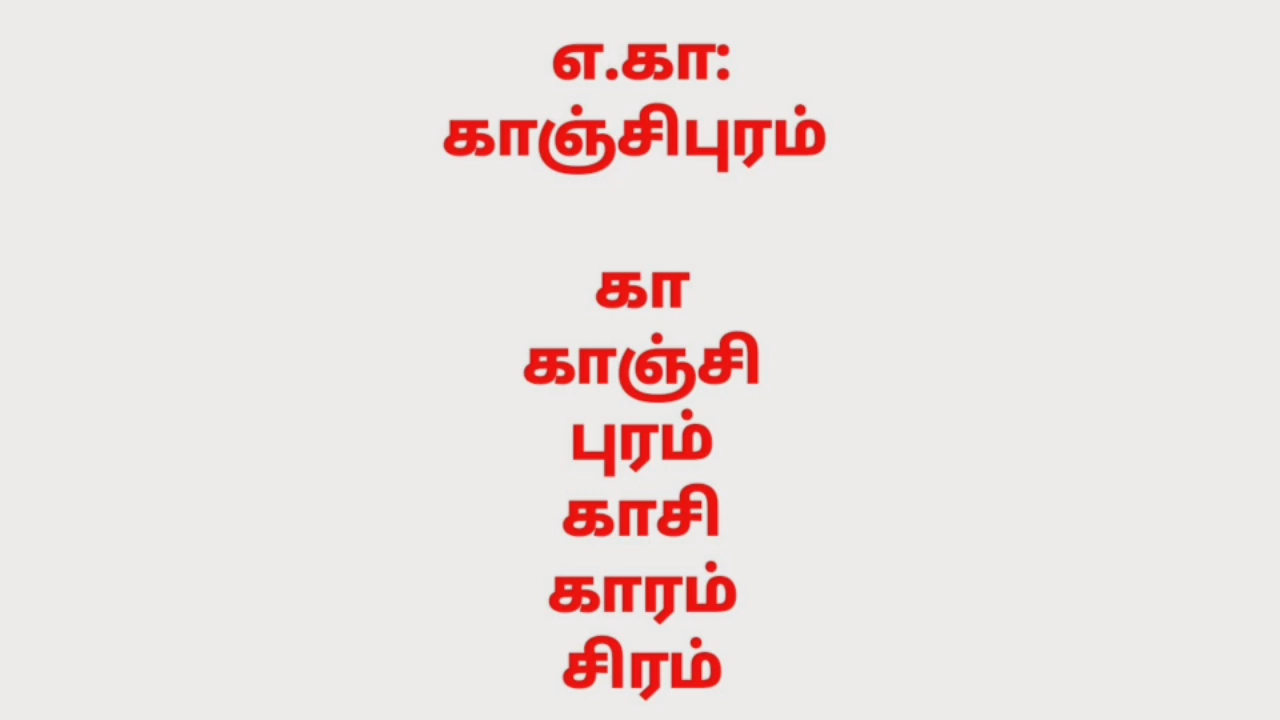 எ.கா:
காஞ்சிபுரம்
கா
காஞ்சி
புரம்
காசி
காரம்
சிரம்